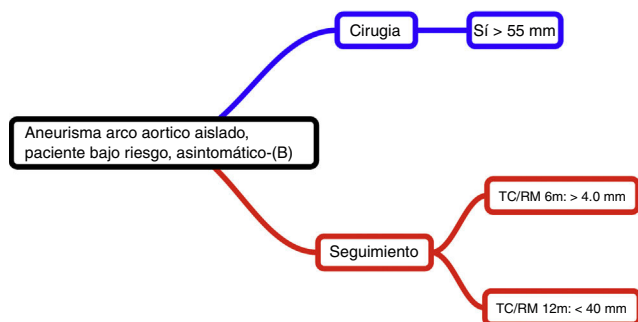 Cirugia
Sí > 55 mm
Aneurisma arco aortico aislado,
paciente bajo riesgo, asintomático-(B)
TC/RM 6m: > 4.0 mm
Seguimiento
TC/RM 12m: < 40 mm